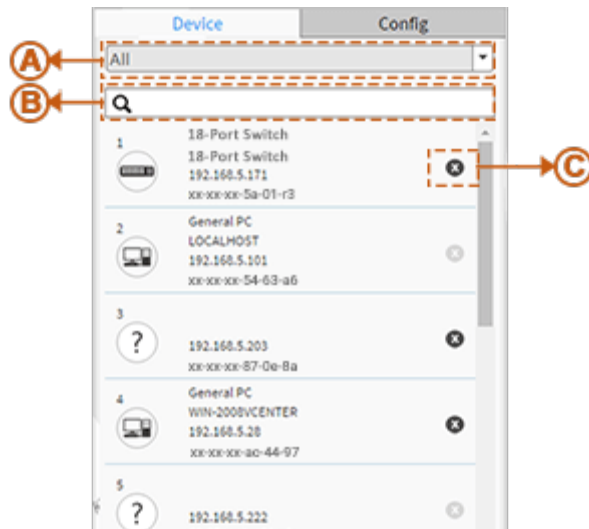 Device
Config
A
All
B
1
18-Port Switch
18-Port Switch
192.168.5.171
xx-xx-xx-5a-01-r3
C
2
General PC
LOCALHOST
192.168.5.101
xx-xx-xx-54-63-a6
3
?
192.168.5.203
xx-xx-xx-87-0e-8a
4
General PC
WIN-2008VCENTER
192.168.5.28
xx-xx-xx-ac-44-97
5
?
192.168.5.222